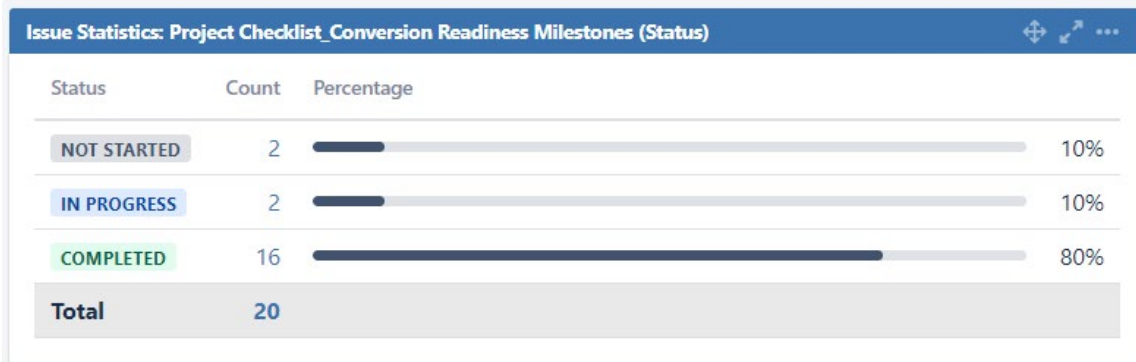 Issue Statistics: Project Checklist_Conversion Readiness Milestones (Status)
Status Count Percentage
NOT STARTED 2 10%
IN PROGRESS 2 10%
COMPLETED 16 80%
Total 20